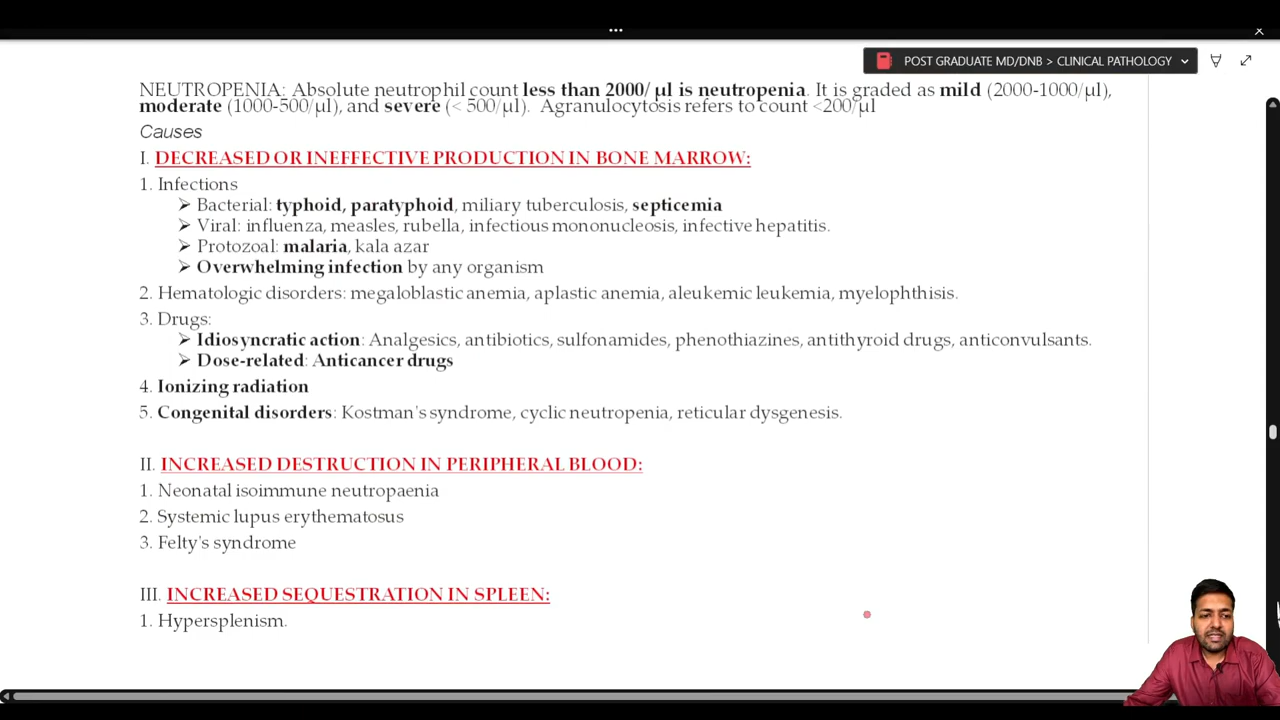 POST GRADUATE MD/DNB > CLINICAL PATHOLOGY
NEUTROPENIA: Absolute neutrophil count less than 2000/ µl is neutropenia. It is graded as mild (2000-1000/µl),
moderate (1000-500/µl), and severe (< 500/µl). Agranulocytosis refers to count <200/µl
Causes
I. DECREASED OR INEFFECTIVE PRODUCTION IN BONE MARROW:
1. Infections
➢ Bacterial: typhoid, paratyphoid, miliary tuberculosis, septicemia
➢ Viral: influenza, measles, rubella, infectious mononucleosis, infective hepatitis.
➢ Protozoal: malaria, kala azar
➢ Overwhelming infection by any organism
2. Hematologic disorders: megaloblastic anemia, aplastic anemia, aleukemic leukemia, myelophthisis.
3. Drugs:
➢ Idiosyncratic action: Analgesics, antibiotics, sulfonamides, phenothiazines, antithyroid drugs, anticonvulsants.
➢ Dose-related: Anticancer drugs
4. Ionizing radiation
5. Congenital disorders: Kostman's syndrome, cyclic neutropenia, reticular dysgenesis.
II. INCREASED DESTRUCTION IN PERIPHERAL BLOOD:
1. Neonatal isoimmune neutropaenia
2. Systemic lupus erythematosus
3. Felty's syndrome
III. INCREASED SEQUESTRATION IN SPLEEN:
1. Hypersplenism.